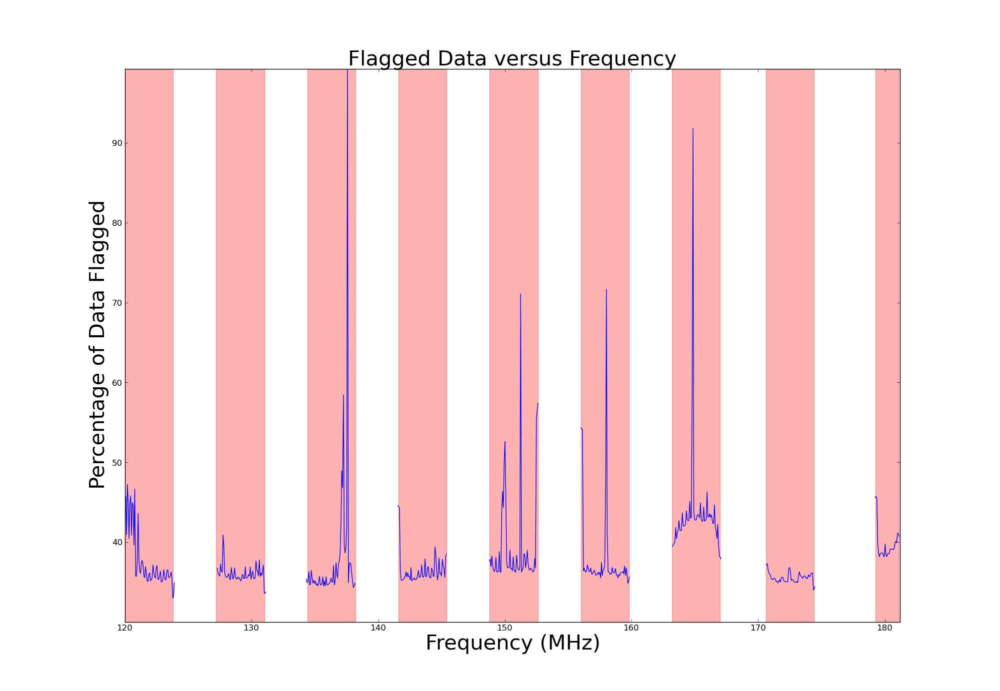 Flagged Data versus Frequency
Percentage of Data Flagged
90
80
70
60
50
40
120 130 140 150 160 170 180
Frequency (MHz)